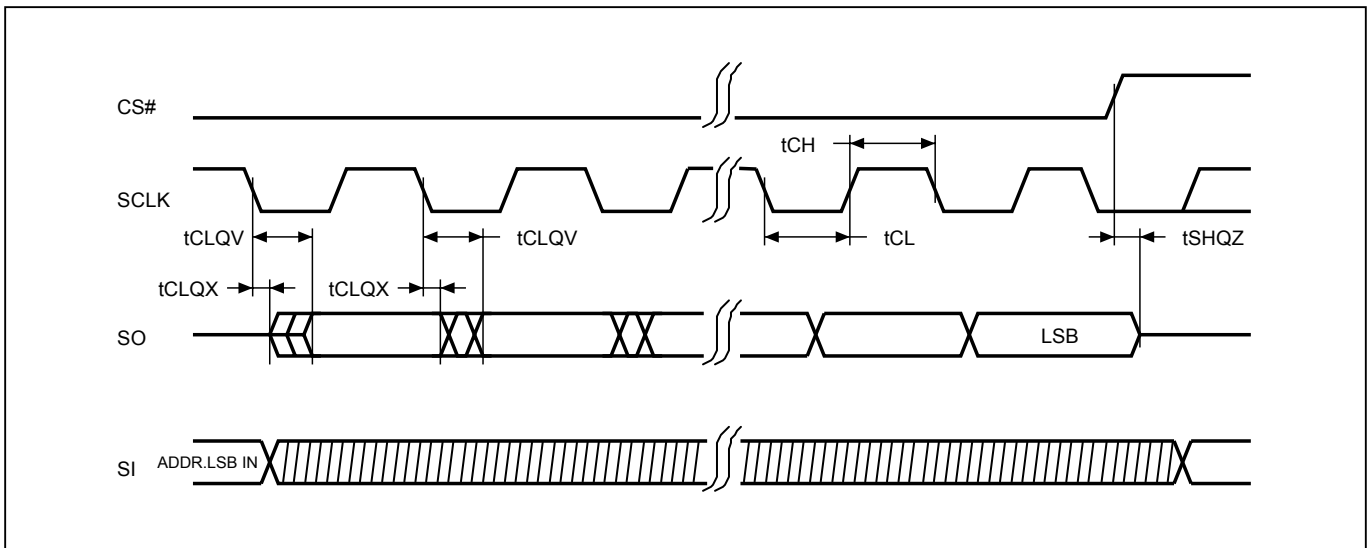 CS#
tCH
SCLK
tCLQV
tCLQV
tCL
tSHQZ
tCLQX
tCLQX
SO
LSB
SI
ADDR.LSB IN